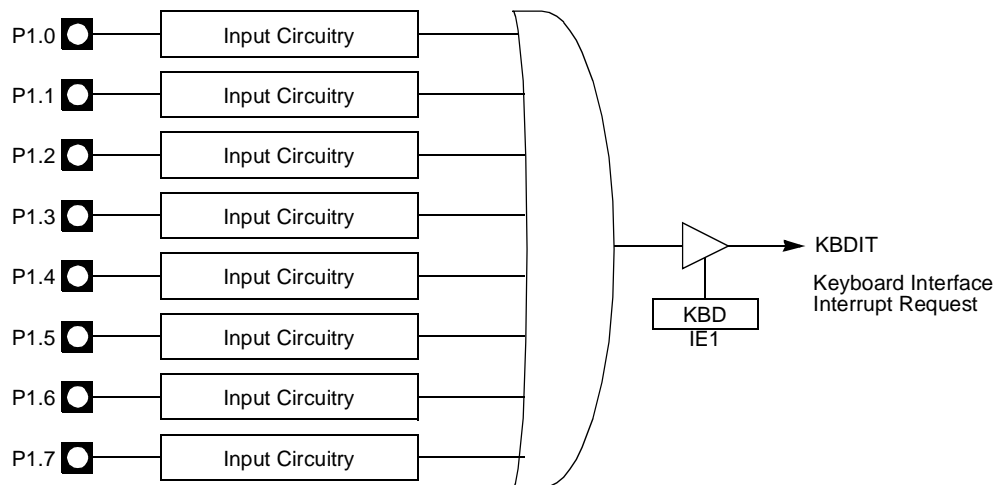 P1.0 Input Circuitry
P1.1 Input Circuitry
P1.2 Input Circuitry
P1.3 Input Circuitry
P1.4 Input Circuitry
P1.5 Input Circuitry
P1.6 Input Circuitry
P1.7 Input Circuitry
KBDIT
Keyboard Interface
Interrupt Request
KBD
IE1